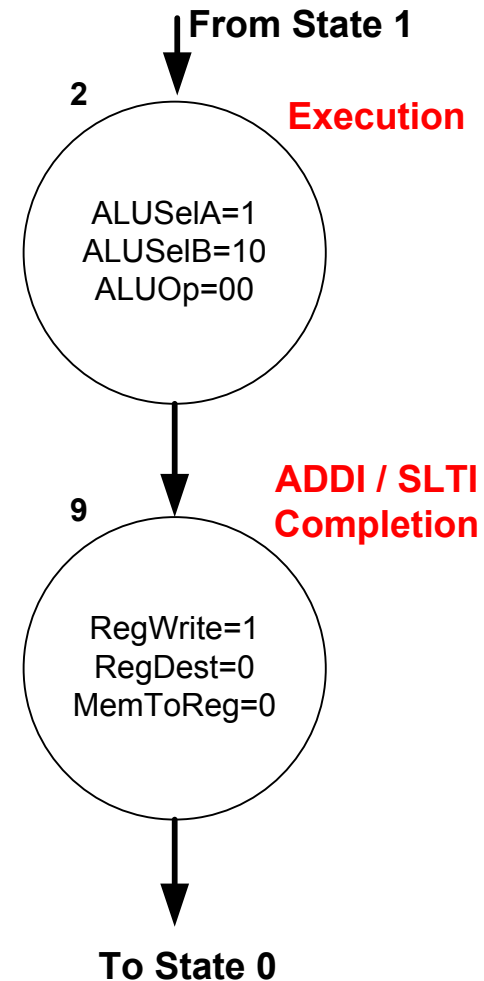 From State 1
2
Execution
ALUSelA=1
ALUSelB=10
ALUOp=00
ADDI / SLTI
Completion
9
RegWrite=1
RegDest=0
MemToReg=0
To State 0